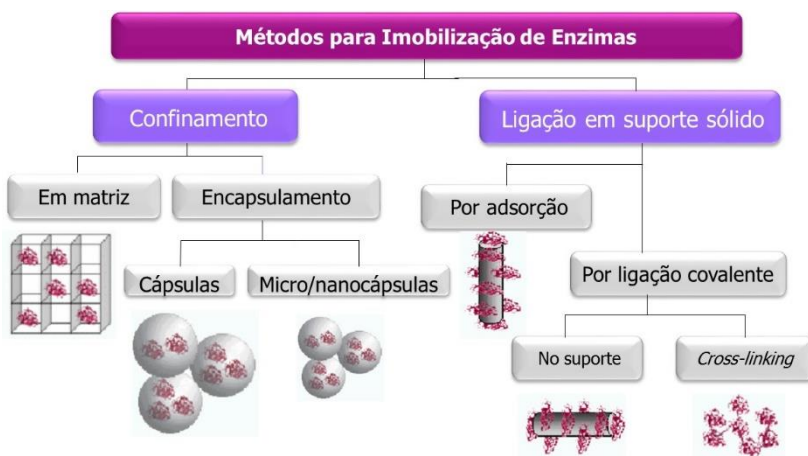 Métodos para Imobilização de Enzimas
Confinamento
Ligação em suporte sólido
Em matriz
Encapsulamento
Por adsorção
Cápsulas
Micro/nanocápsulas
Por ligação covalente
No suporte
Cross-linking